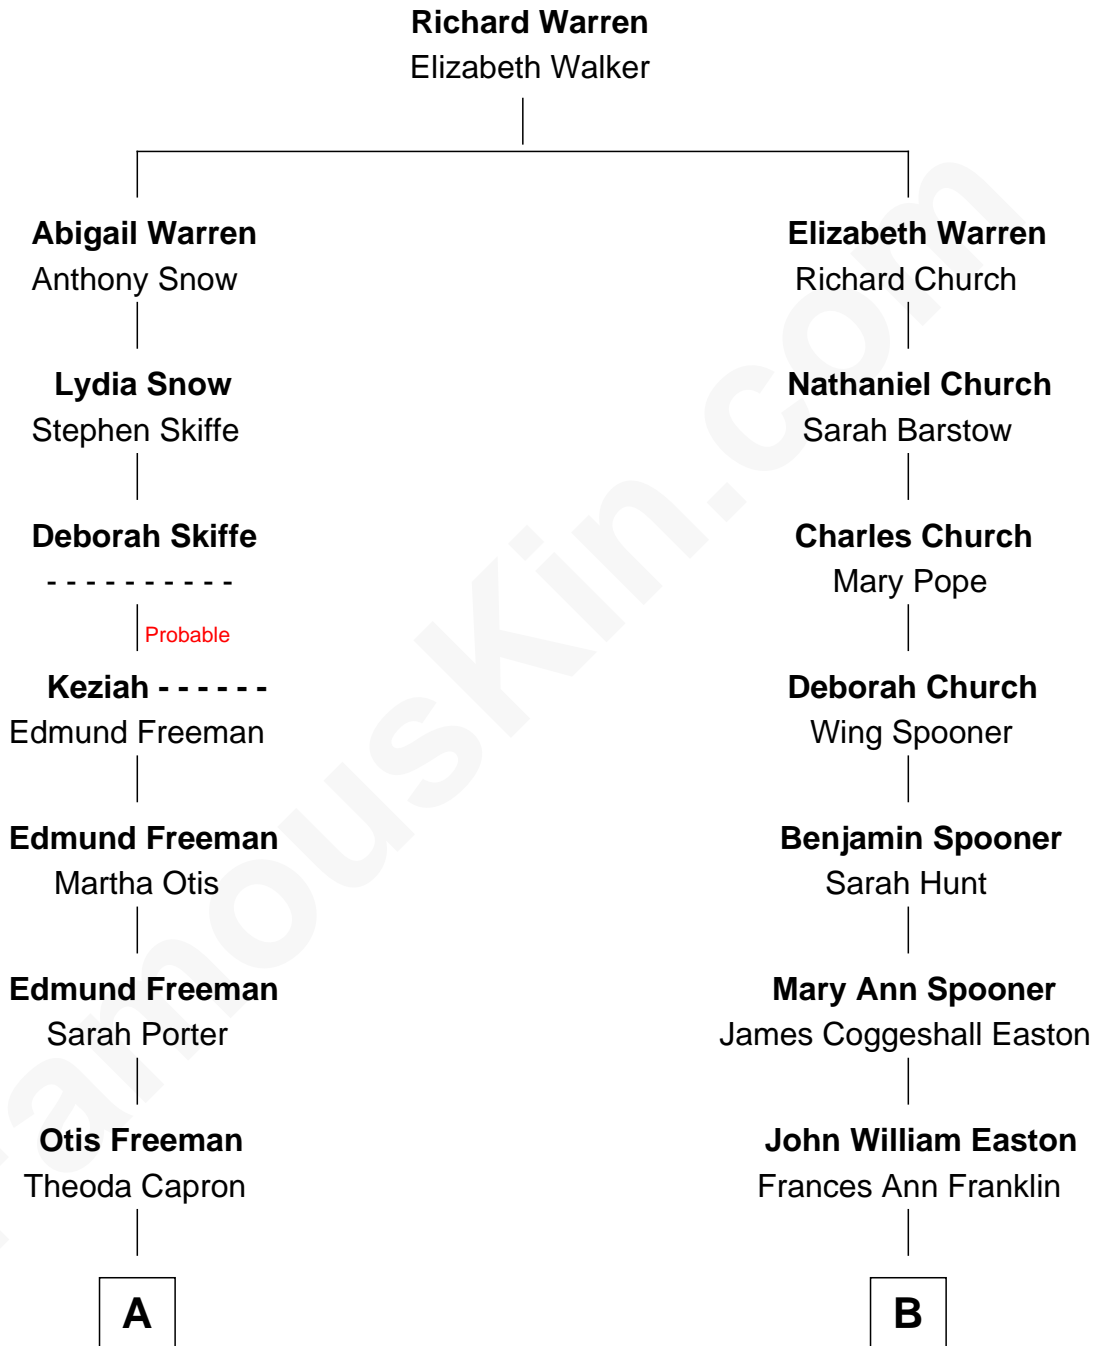 Richard Warren
Elizabeth Walker
Abigail Warren
Anthony Snow
Elizabeth Warren
Richard Church
Lydia Snow
Stephen Skiffe
Nathaniel Church
Sarah Barstow
Deborah Skiffe
- - - - - - - - - -
Charles Church
Mary Pope
Probable
Keziah - - - - - -
Edmund Freeman
Deborah Church
Wing Spooner
Edmund Freeman
Martha Otis
Benjamin Spooner
Sarah Hunt
Edmund Freeman
Sarah Porter
Mary Ann Spooner
James Coggeshall Easton
Otis Freeman
Theoda Capron
John William Easton
Frances Ann Franklin
A
B
FamousKin.com